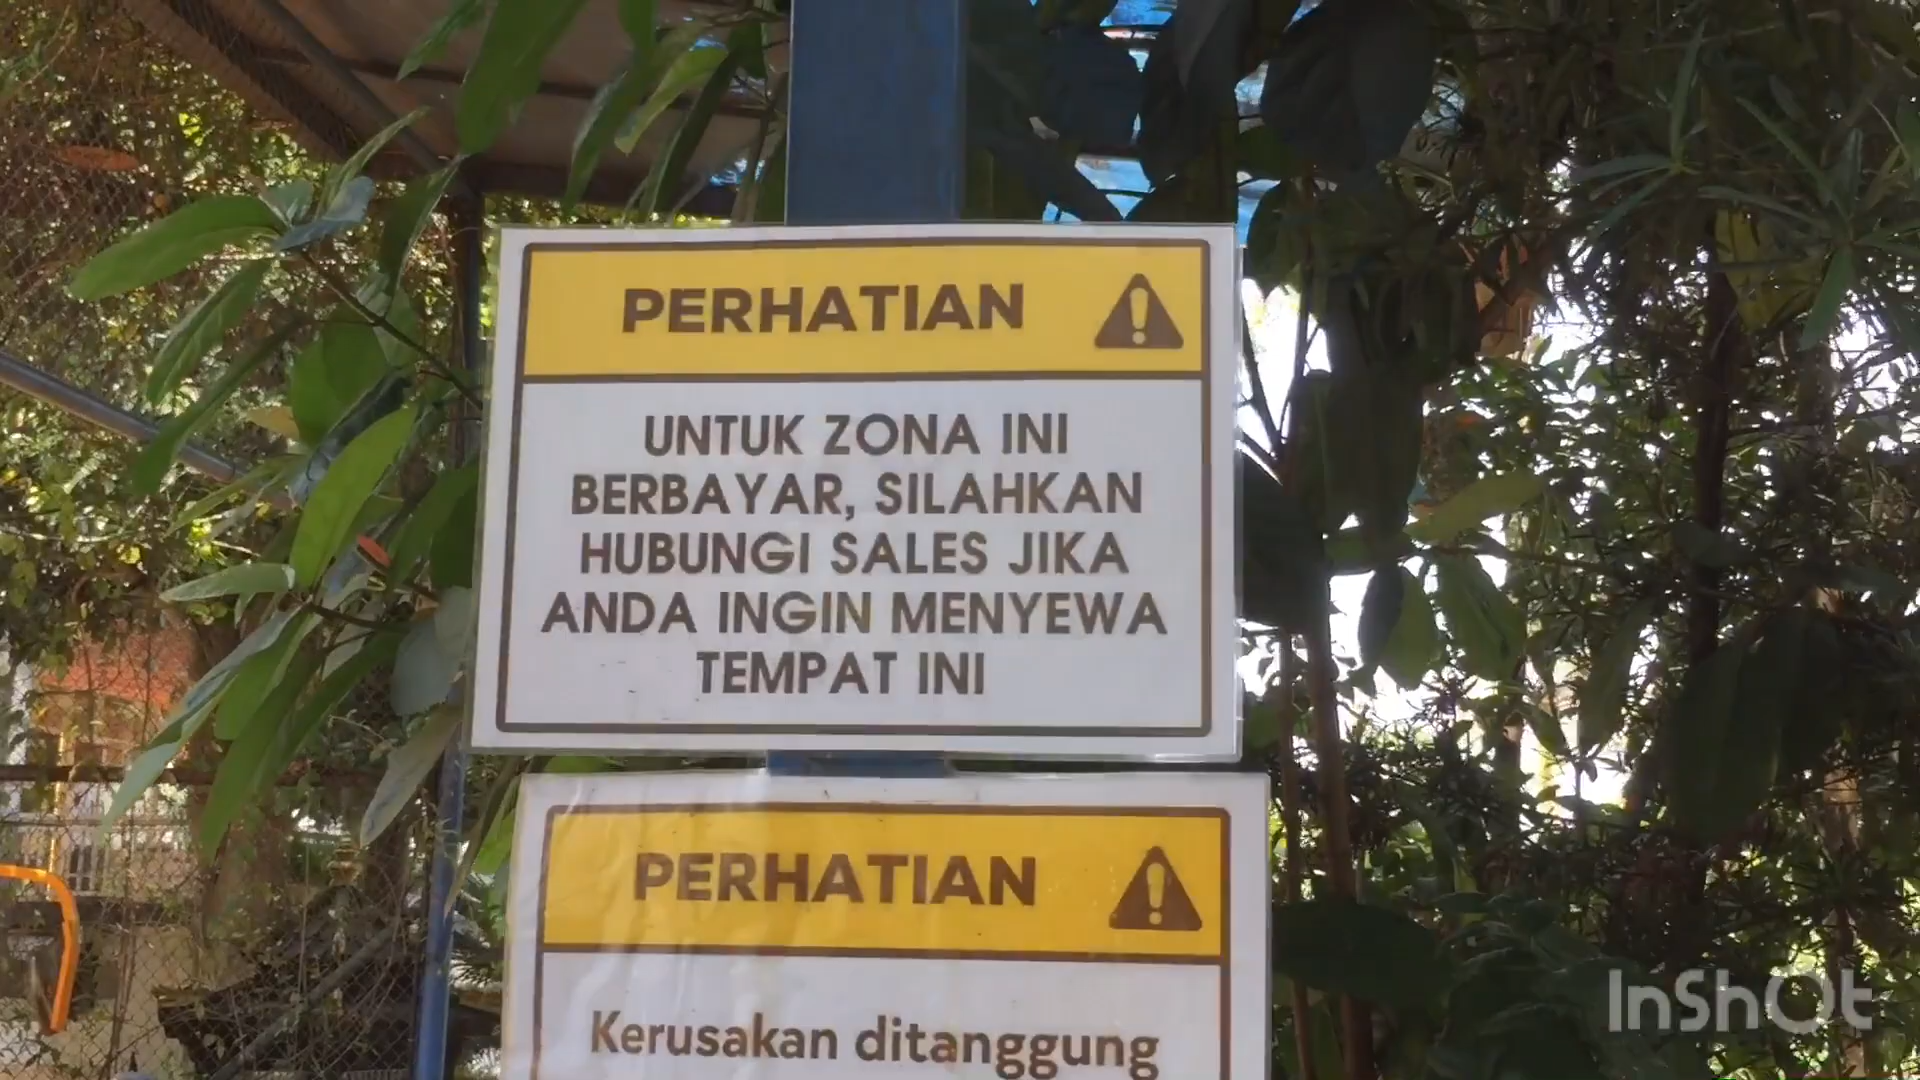 PERHATIAN
UNTUK ZONA INI
BERBAYAR, SILAHKAN
HUBUNGI SALES JIKA
ANDA INGIN MENYEWA
TEMPAT INI
PERHATIAN
Kerusakan ditanggung
InShOt